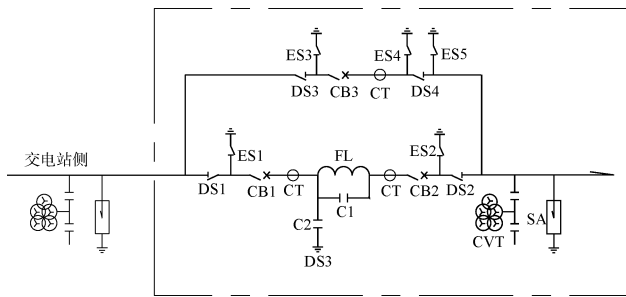 ES3
ES4
ES5
DS3
CB3
CT
DS4
交电站侧
ES1
FL
ES2
DS1
CB1
CT
CT
CB2
DS2
C1
C2
DS3
CVT
SA